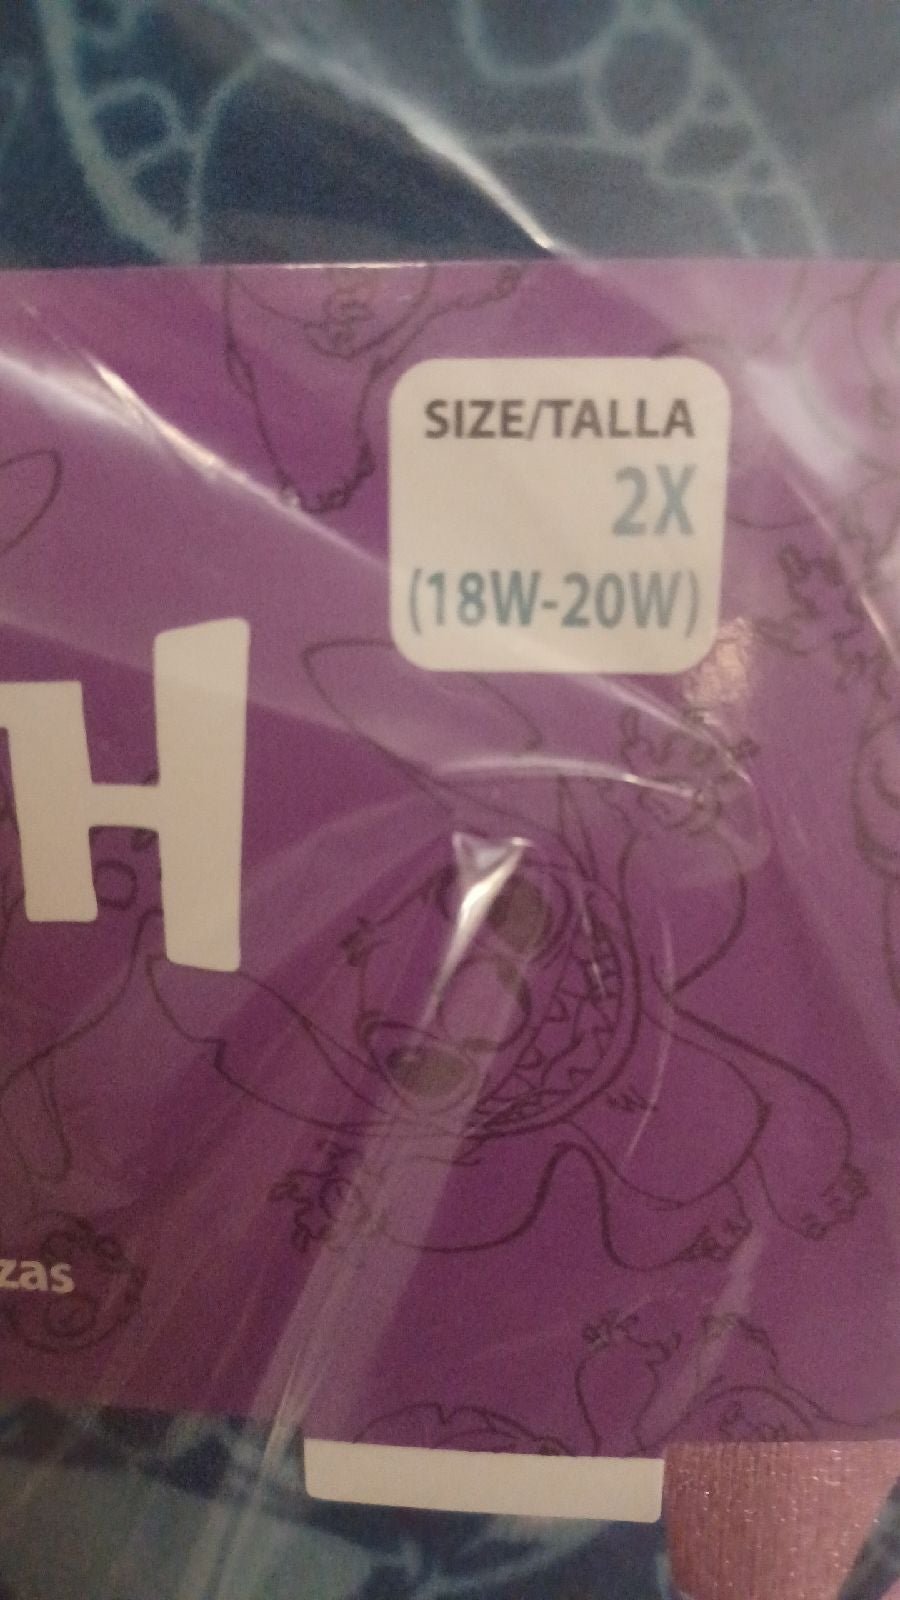 SIZE/TALLA
2X
(18W-20W)
H
zas